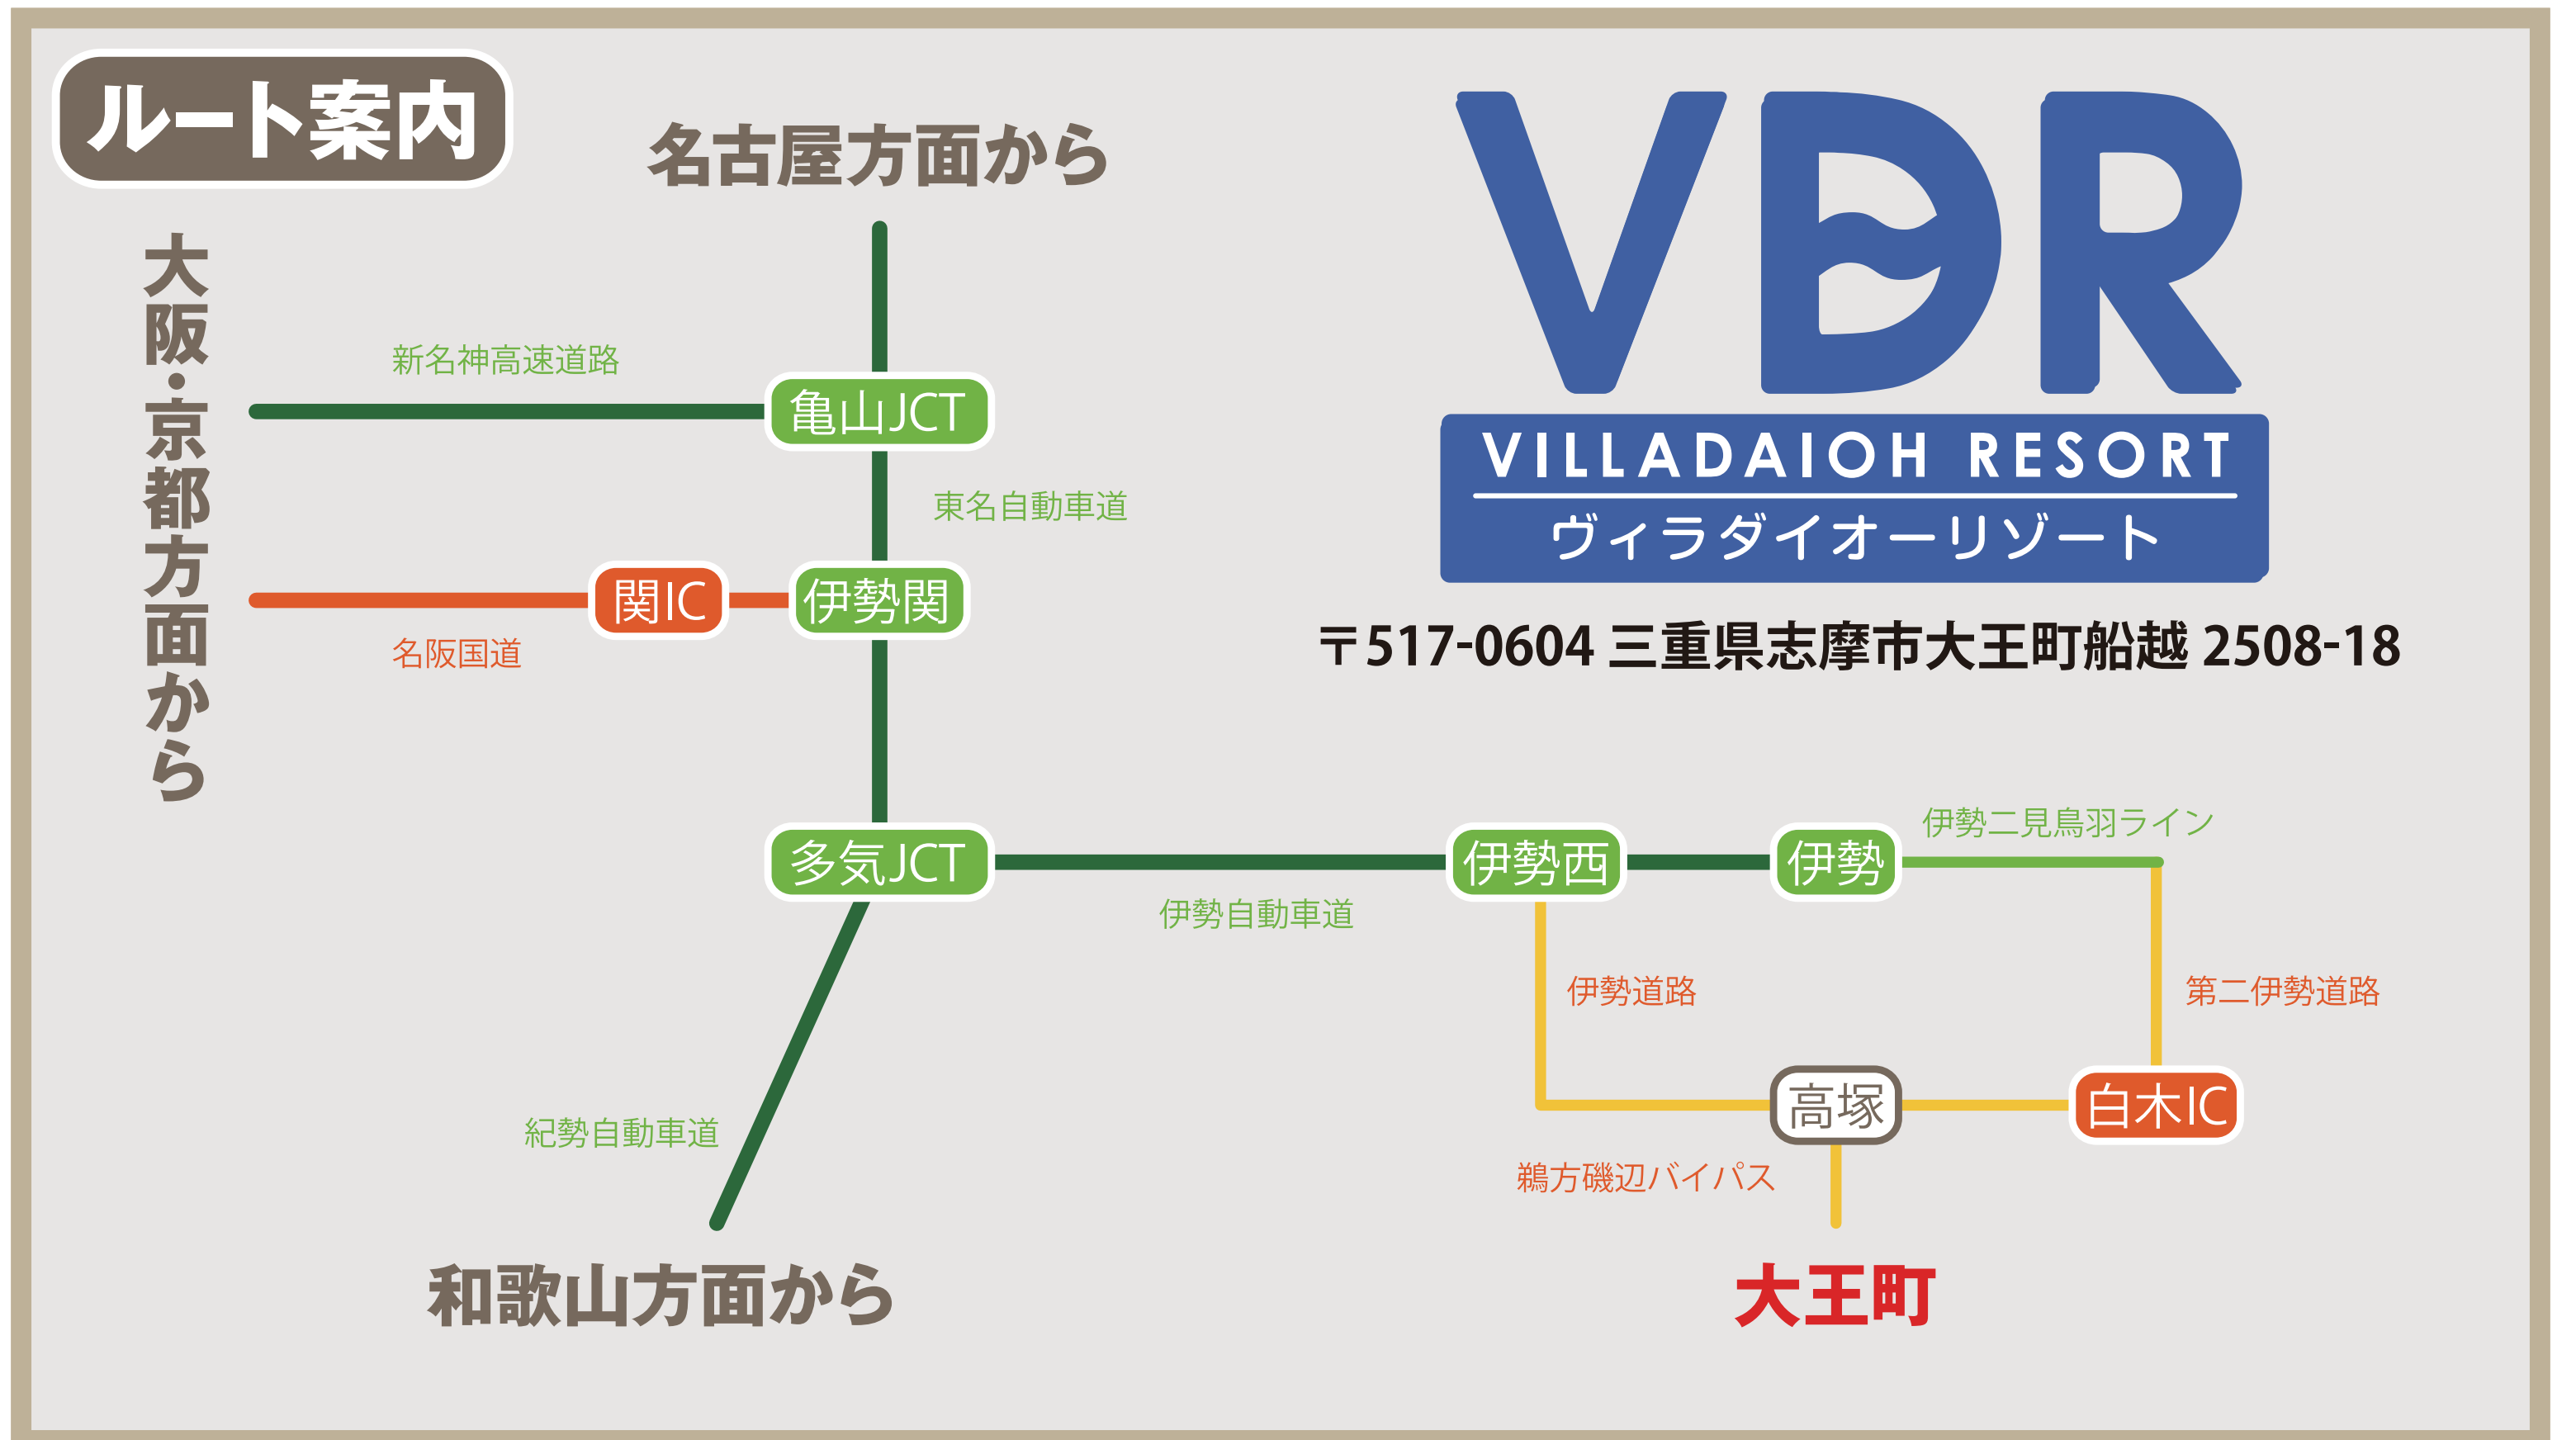 ルート案内
名古屋方面から
大阪・京都方面から
新名神高速道路
亀山JCT
東名自動車道
関IC
伊勢関
名阪国道
VDR
VILLADAIOH RESORT
ヴィラダイオーリゾート
〒517-0604 三重県志摩市大王町船越 2508-18
多気JCT
伊勢西
伊勢
伊勢二見鳥羽ライン
伊勢自動車道
伊勢道路
第二伊勢道路
高塚
白木IC
紀勢自動車道
鵜方磯辺バイパス
和歌山方面から
大王町